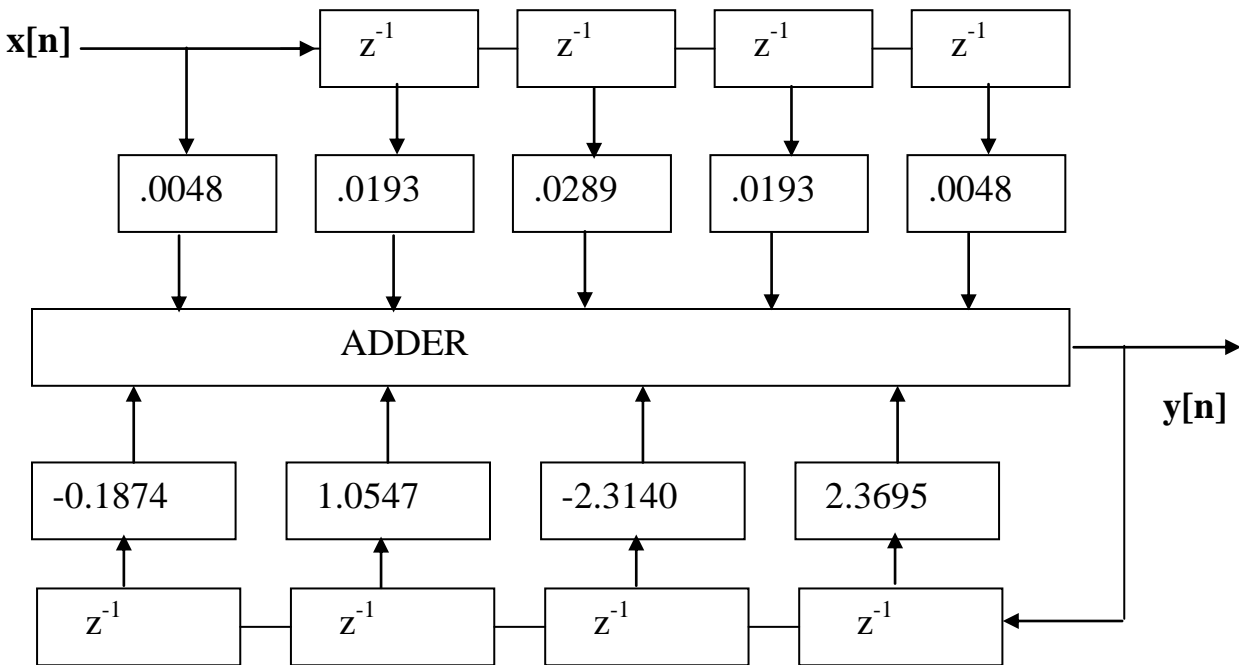 x[n] z⁻¹ z⁻¹ z⁻¹ z⁻¹
.0048 .0193 .0289 .0193 .0048
ADDER
y[n]
-0.1874 1.0547 -2.3140 2.3695
z⁻¹ z⁻¹ z⁻¹ z⁻¹